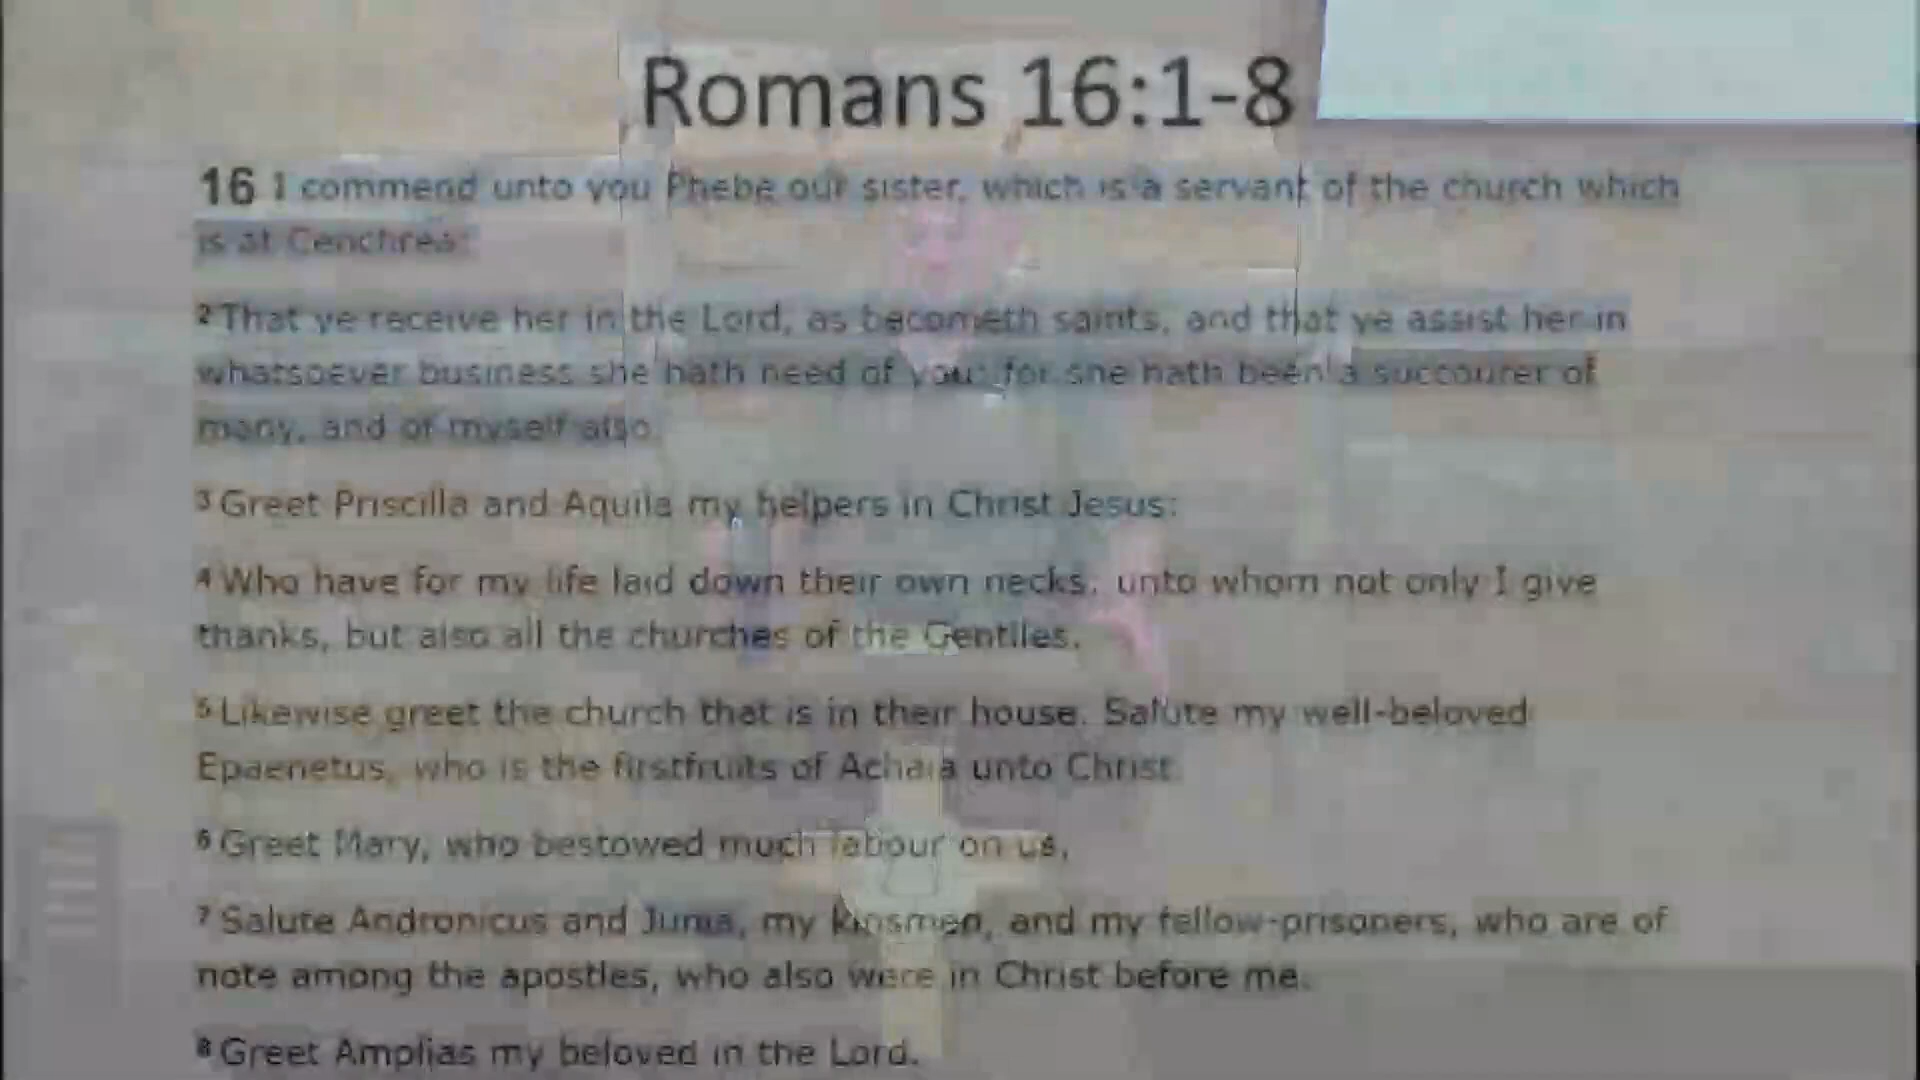 Romans 16:1-8
16 I commend unto you Phebe our sister, which is a servant of the church which
is at Cenchrea:
2 That ye receive her in the Lord, as becometh saints, and that ye assist her in
whatsoever business she hath need of you: for she hath been a succourer of
many, and of myself also.
3 Greet Priscilla and Aquila my helpers in Christ Jesus:
4 Who have for my life laid down their own necks: unto whom not only I give
thanks, but also all the churches of the Gentiles.
5 Likewise greet the church that is in their house. Salute my well-beloved
Epaenetus, who is the firstfruits of Achaia unto Christ.
6 Greet Mary, who bestowed much labour on us.
7 Salute Andronicus and Junia, my kinsmen, and my fellow-prisoners, who are of
note among the apostles, who also were in Christ before me.
8 Greet Amplias my beloved in the Lord.